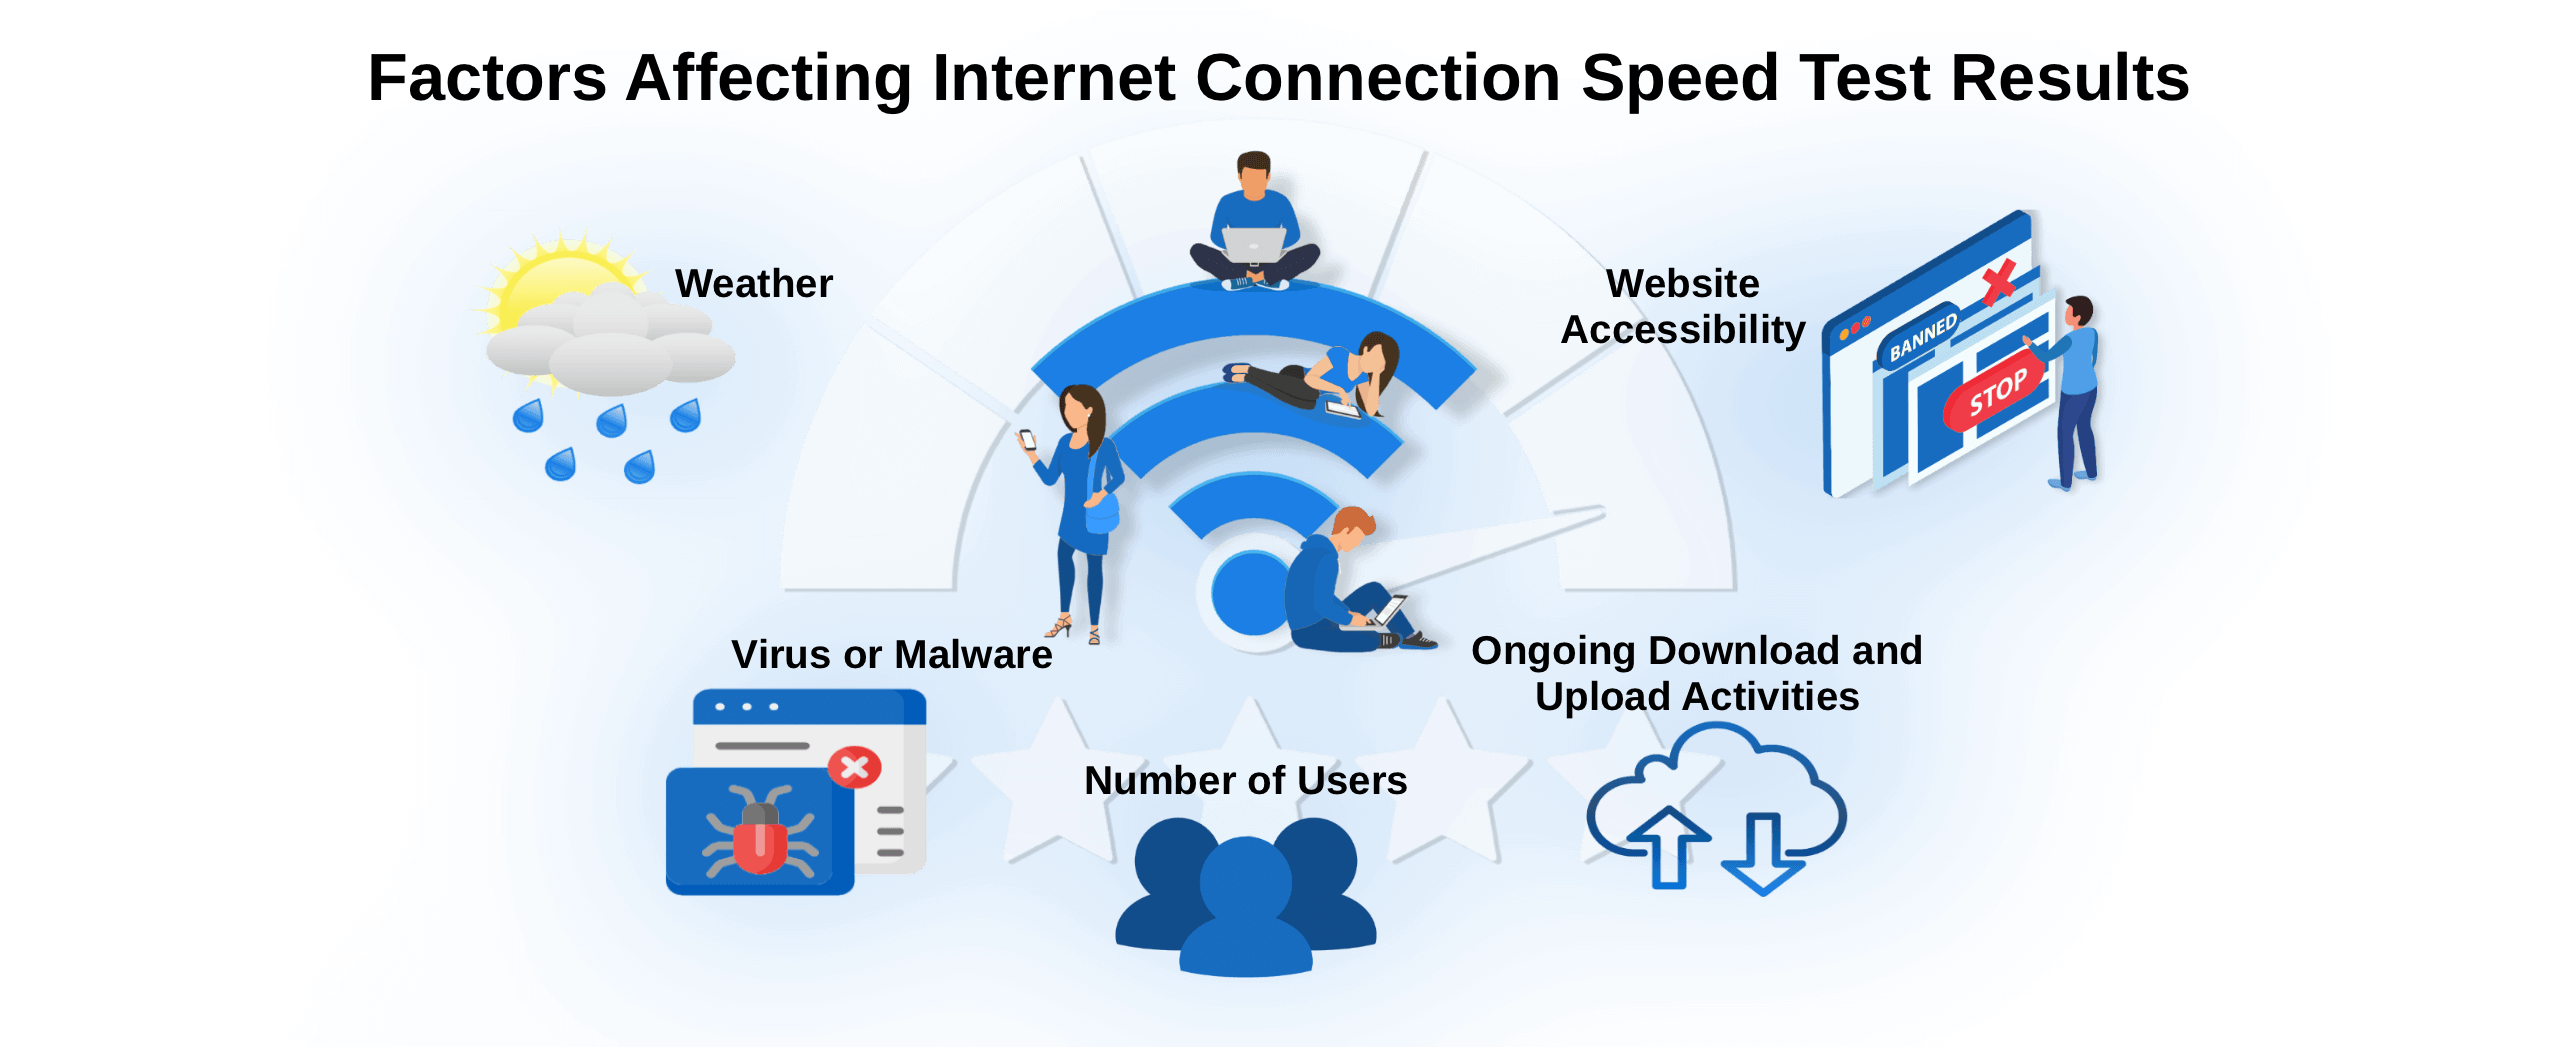 Factors Affecting Internet Connection Speed Test Results
Weather
Website
Accessibility
BANNED
STOP
Virus or Malware
Ongoing Download and
Upload Activities
Number of Users